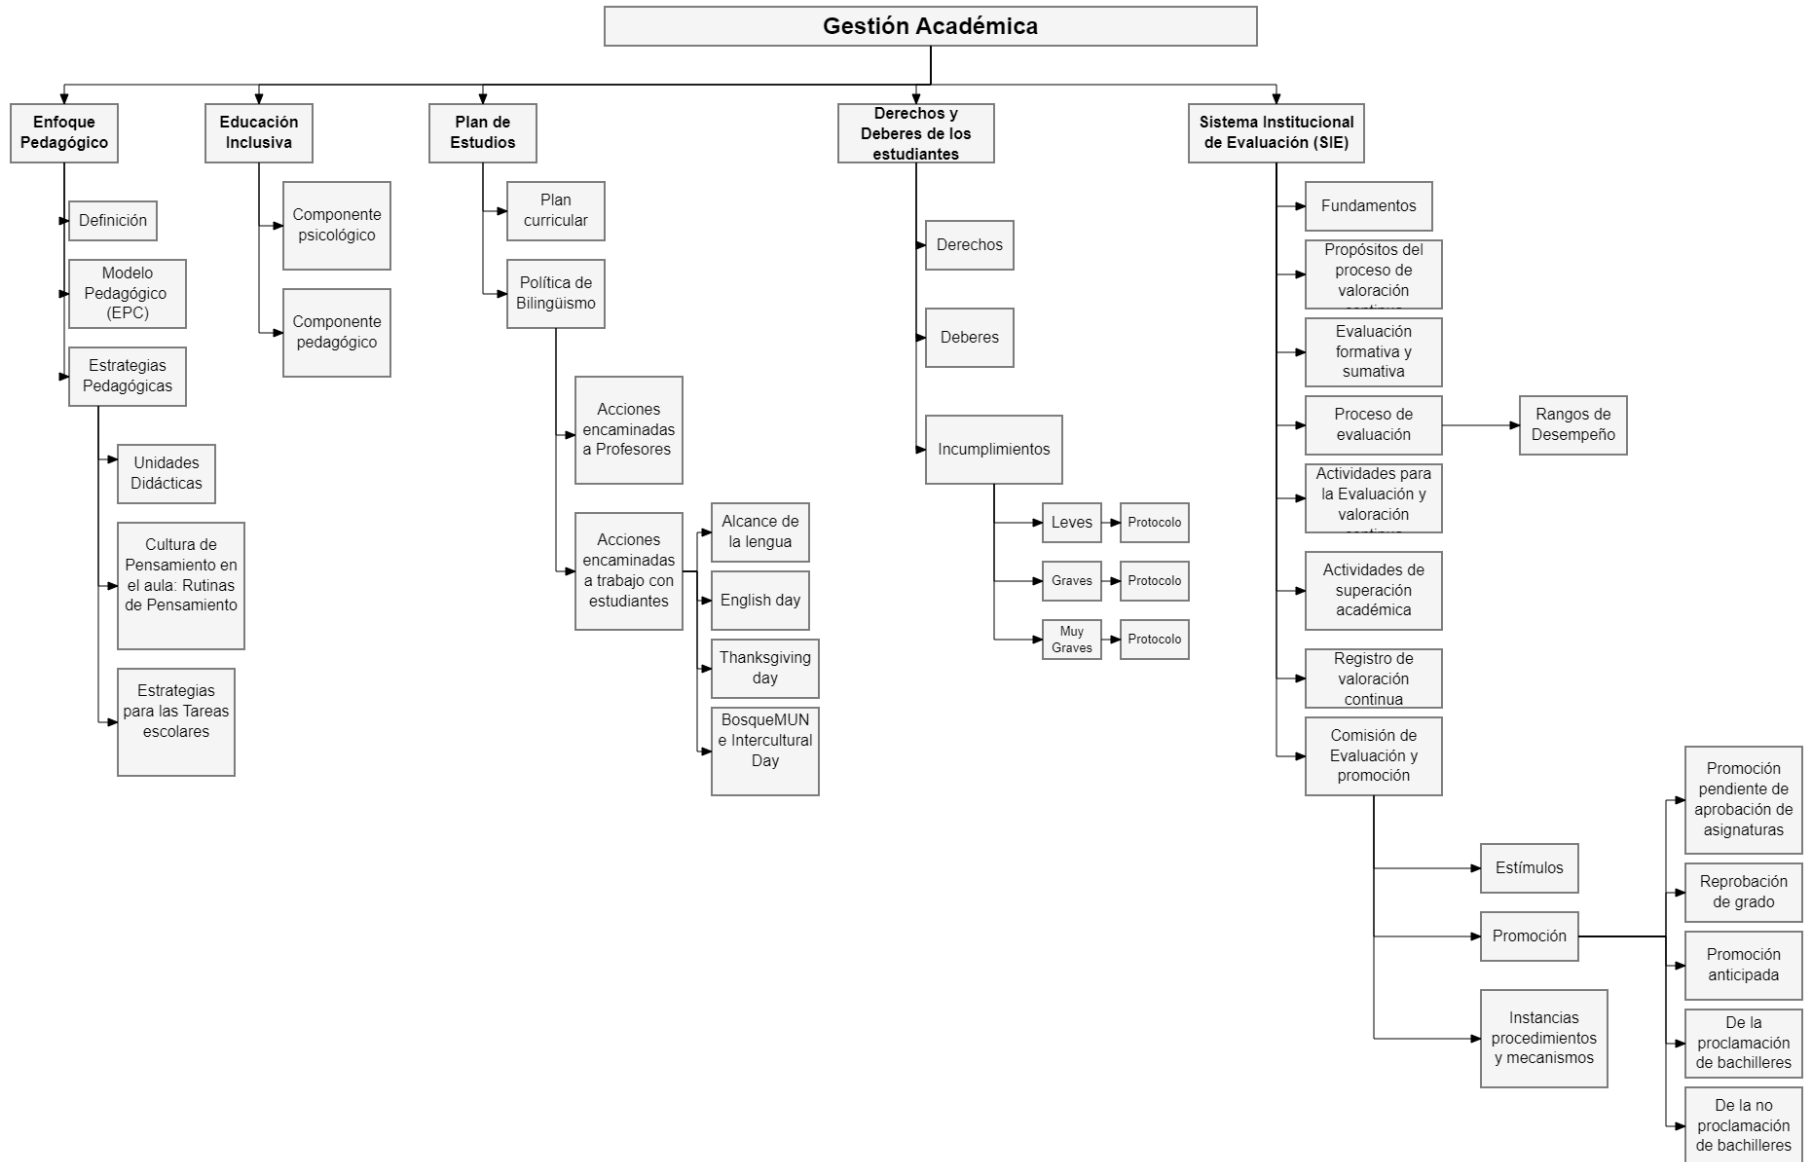 Gestión Académica
Enfoque
Pedagógico
Definición
Modelo
Pedagógico
(EPC)
Estrategias
Pedagógicas
Unidades
Didácticas
Cultura de
Pensamiento en
el aula: Rutinas
de Pensamiento
Estrategias
para las Tareas
escolares
Educación
Inclusiva
Componente
psicológico
Componente
pedagógico
Plan de
Estudios
Plan
curricular
Política de
Bilingüismo
Acciones
encaminadas
a Profesores
Acciones
encaminadas
a trabajo con
estudiantes
Alcance de
la lengua
English day
Thanksgiving
day
BosqueMUN
e Intercultural
Day
Derechos y
Deberes de los
estudiantes
Derechos
Deberes
Incumplimientos
Leves
Protocolo
Graves
Protocolo
Muy
Graves
Protocolo
Sistema Institucional
de Evaluación (SIE)
Fundamentos
Propósitos del
proceso de
valoración
continua
Evaluación
formativa y
sumativa
Proceso de
evaluación
Rangos de
Desempeño
Actividades para
la Evaluación y
valoración
continua
Actividades de
superación
académica
Registro de
valoración
continua
Comisión de
Evaluación y
promoción
Estímulos
Promoción
Instancias
procedimientos
y mecanismos
Promoción
pendiente de
aprobación de
asignaturas
Reprobación
de grado
Promoción
anticipada
De la
proclamación
de bachilleres
De la no
proclamación
de bachilleres